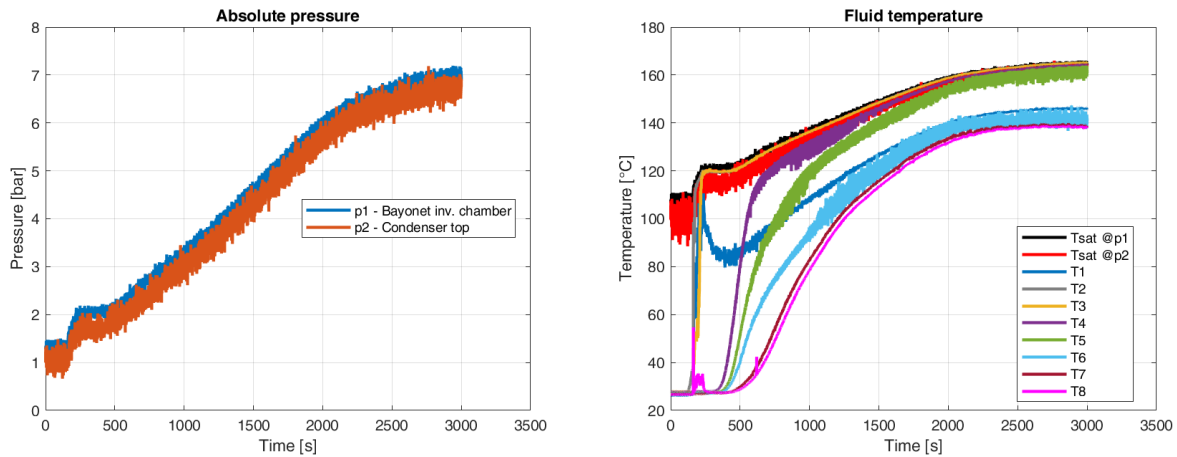 Absolute pressure
8
7
6
5
4
3
2
1
0
Pressure [bar]
p1 - Bayonet inv. chamber
p2 - Condenser top
0 500 1000 1500 2000 2500 3000 3500
Time [s]
Fluid temperature
180
160
140
120
100
80
60
40
20
Temperature [°C]
Tsat @p1
Tsat @p2
T1
T2
T3
T4
T5
T6
T7
T8
0 500 1000 1500 2000 2500 3000 3500
Time [s]